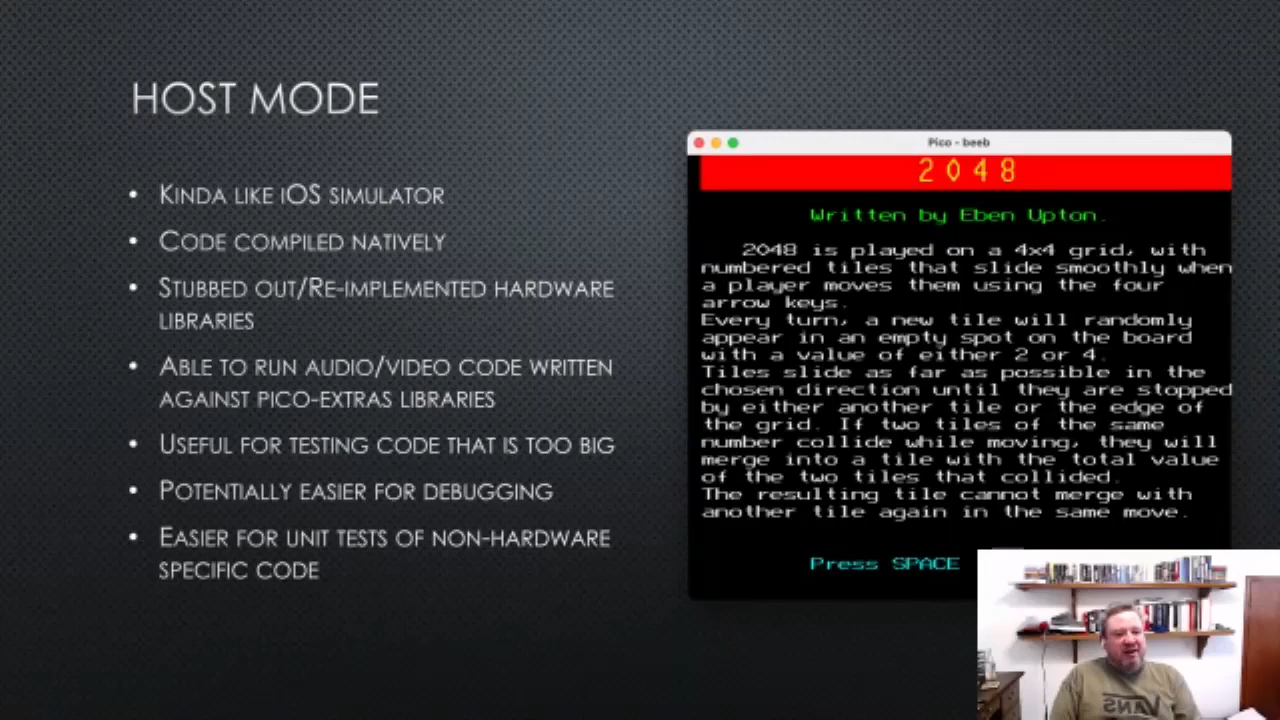 HOST MODE
• KINDA LIKE IOS SIMULATOR
• CODE COMPILED NATIVELY
• STUBBED OUT/RE-IMPLEMENTED HARDWARE
LIBRARIES
• ABLE TO RUN AUDIO/VIDEO CODE WRITTEN
AGAINST PICO-EXTRAS LIBRARIES
• USEFUL FOR TESTING CODE THAT IS TOO BIG
• POTENTIALLY EASIER FOR DEBUGGING
• EASIER FOR UNIT TESTS OF NON-HARDWARE
SPECIFIC CODE
Pico - beeb
2048
Written by Eben Upton.
2048 is played on a 4x4 grid, with
numbered tiles that slide smoothly when
a player moves them using the four
arrow keys.
Every turn, a new tile will randomly
appear in an empty spot on the board
with a value of either 2 or 4.
Tiles slide as far as possible in the
chosen direction until they are stopped
by either another tile or the edge of
the grid. If two tiles of the same
number collide while moving, they will
merge into a tile with the total value
of the two tiles that collided.
The resulting tile cannot merge with
another tile again in the same move.
Press SPACE
VANS